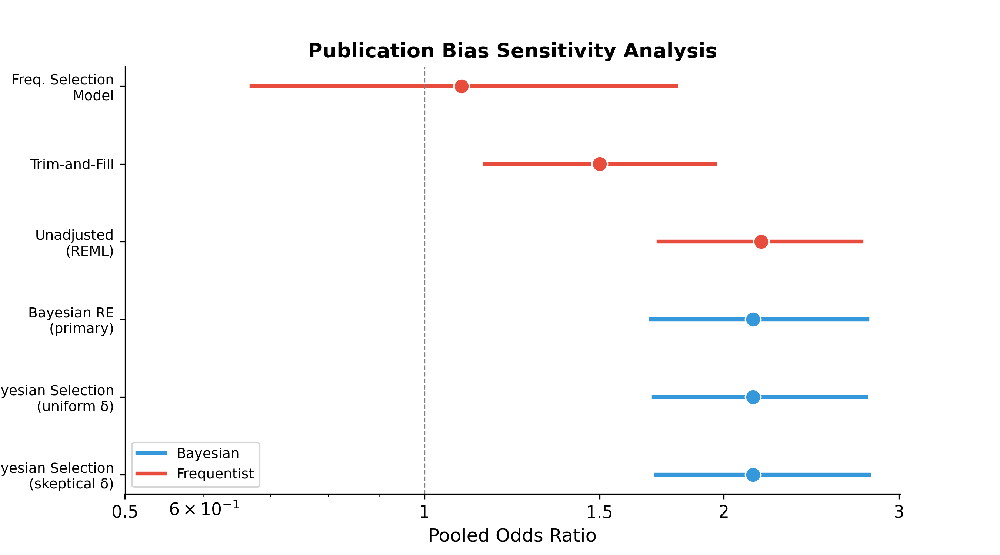 Publication Bias Sensitivity Analysis
Freq. Selection
Model
Trim-and-Fill
Unadjusted
(REML)
Bayesian RE
(primary)
yesian Selection
(uniform δ)
yesian Selection
(skeptical δ)
Bayesian
Frequentist
0.5
6 × 10⁻¹
1
1.5
2
3
Pooled Odds Ratio